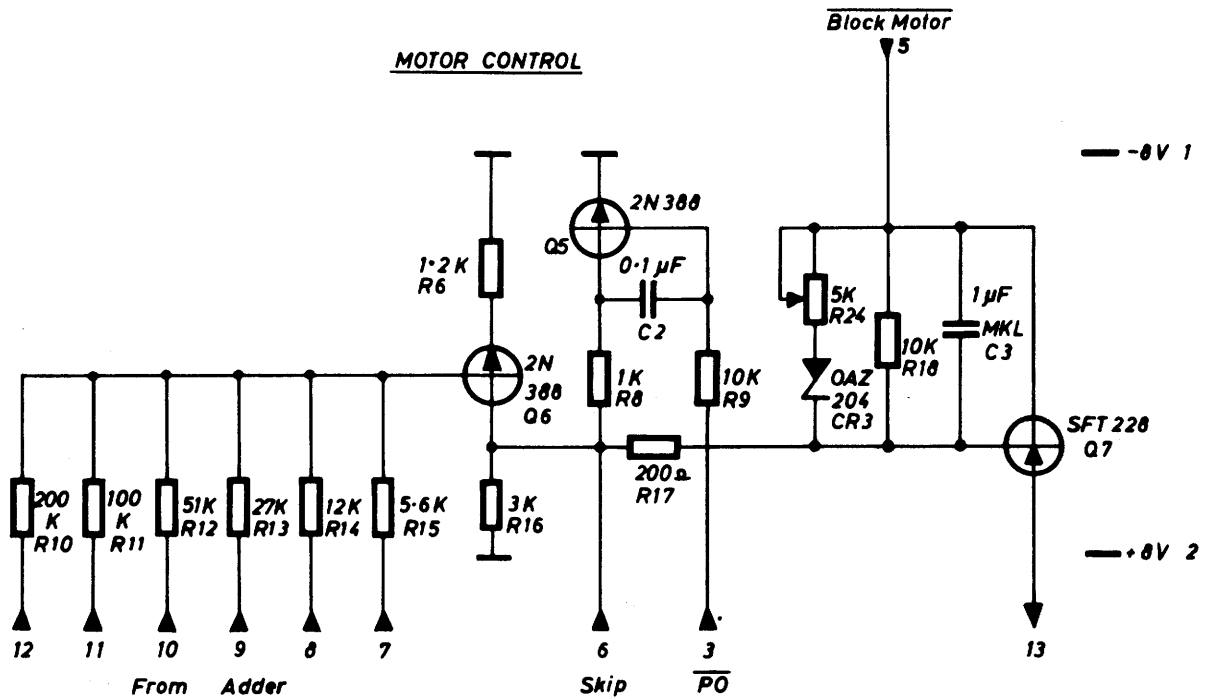 Block Motor
5
MOTOR CONTROL
-8V 1
2N388
Q5
0·1 µF
C2
1·2K
R6
5K
R24
1µF
MKL
C3
10K
R18
2N
388
Q6
1K
R8
10K
R9
OAZ
204
CR3
SFT 228
Q7
200Ω
R17
200
K
R10
100
K
R11
51K
R12
27K
R13
12K
R14
5·6K
R15
3K
R16
+8V 2
12 11 10 9 8 7 6 3 13
From Adder Skip PO